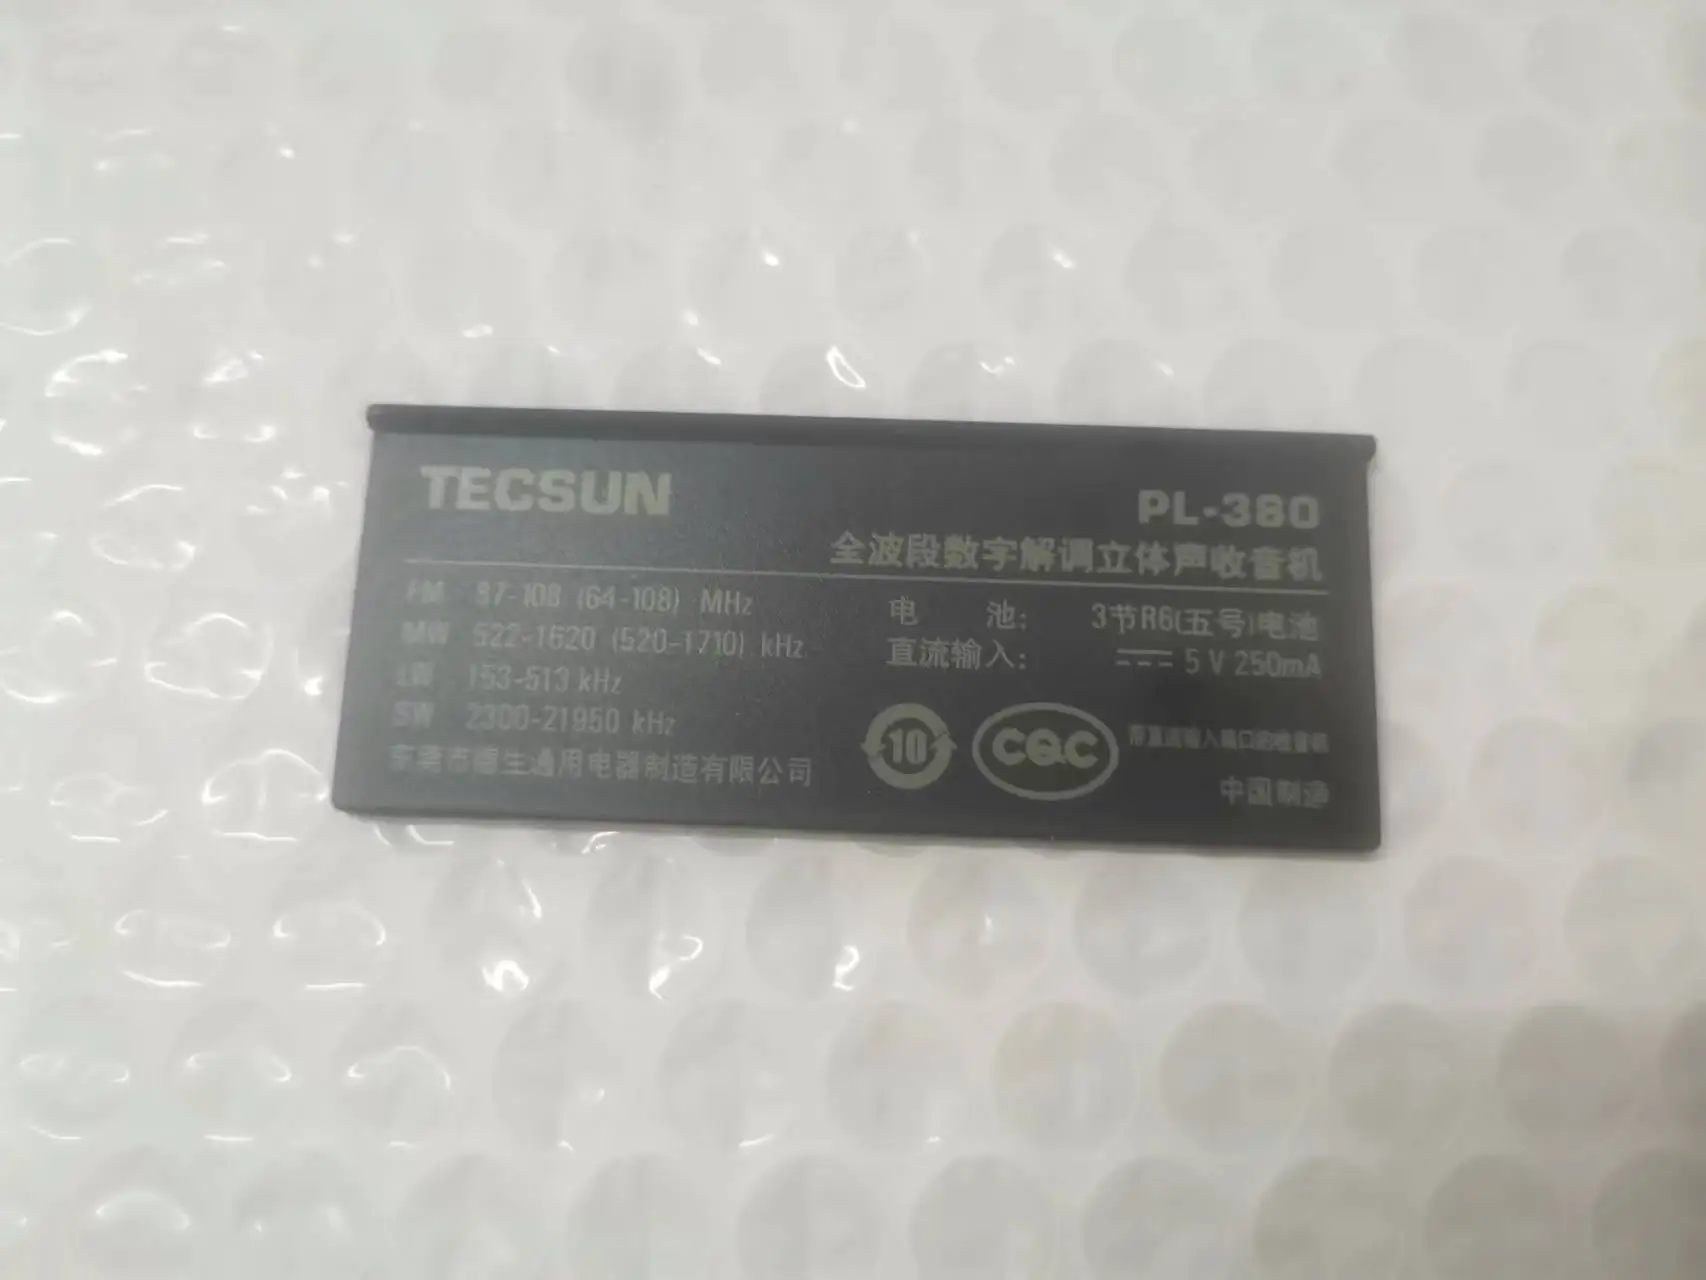 TECSUN
PL-380
全波段数字解调立体声收音机
FM 87-108 (64-108) MHz
MW 522-1620 (520-1710) kHz
LW 153-513 kHz
SW 2300-21950 kHz
东莞市德生通用电器制造有限公司
电 池: 3节R6(五号)电池
直流输入: 5 V 250mA
10
CQC
带直流输入端口的收音机
中国制造